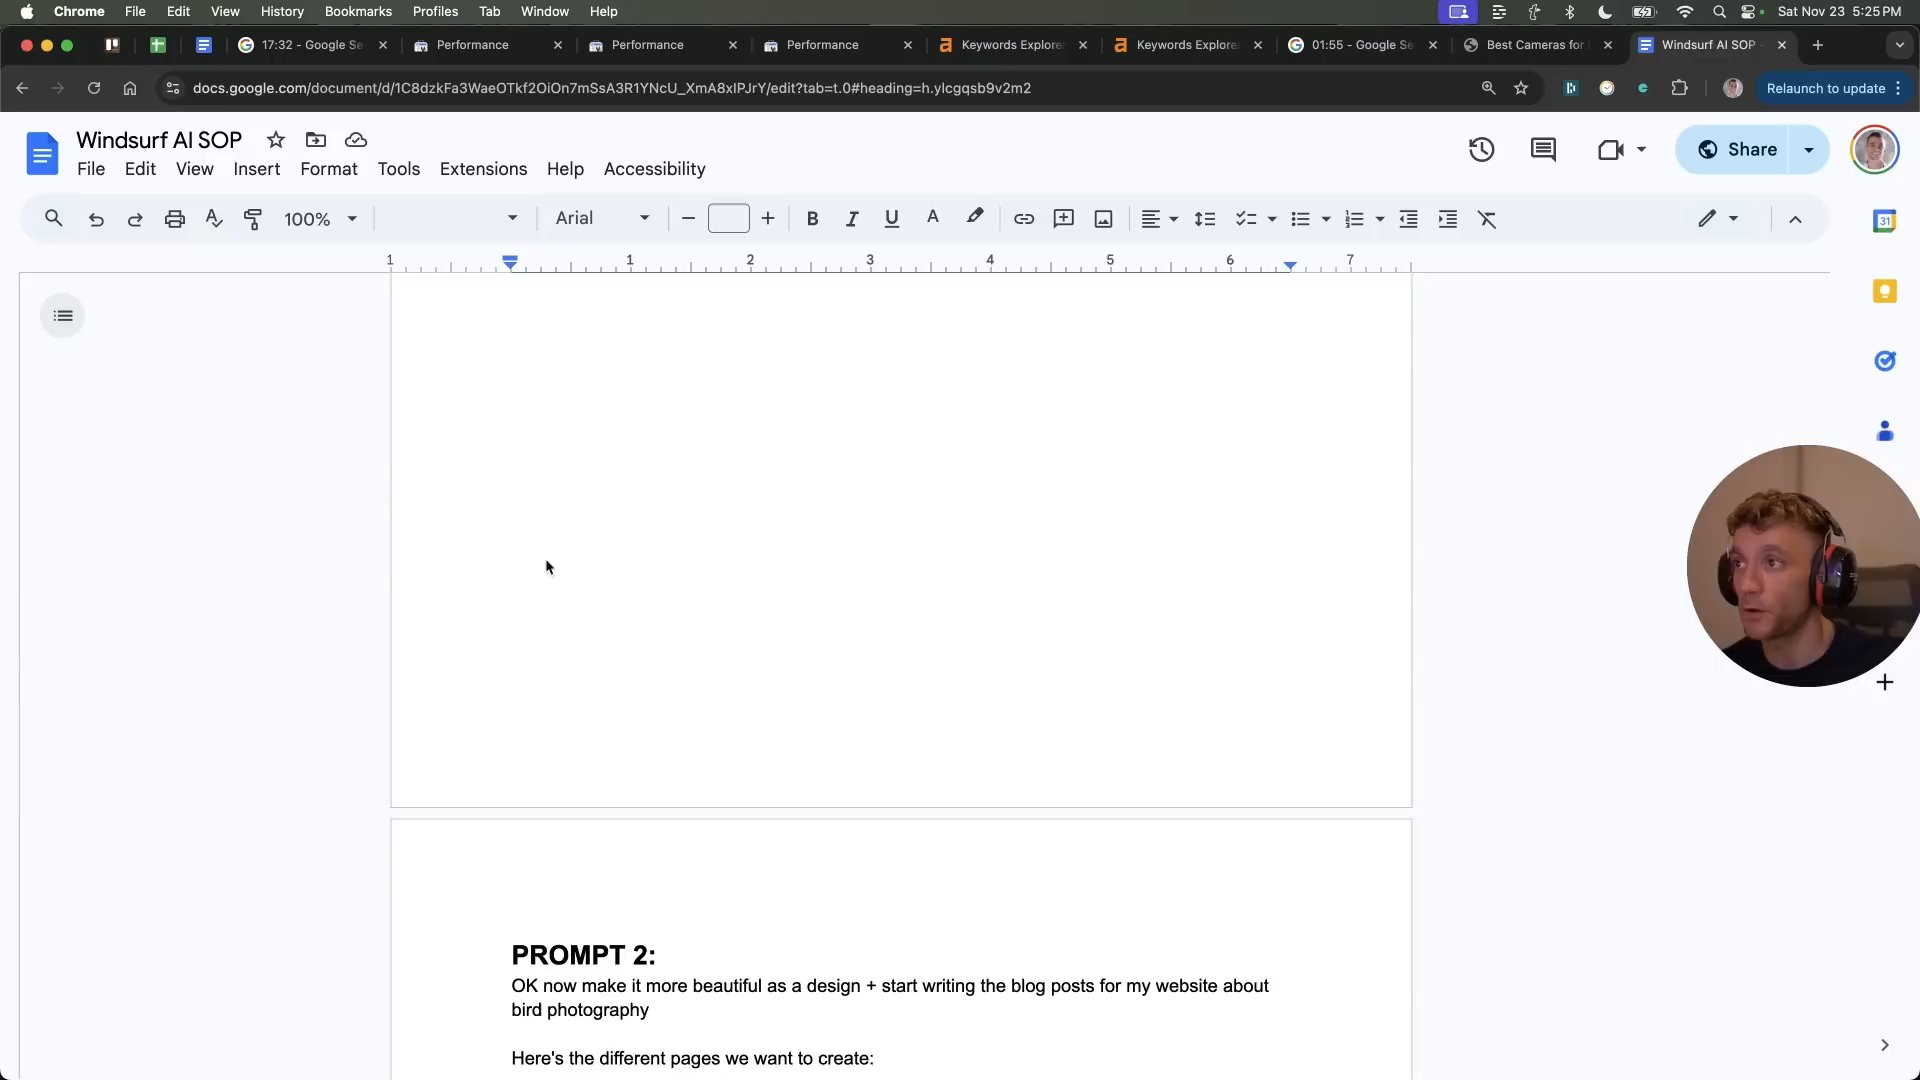 Chrome File Edit View History Bookmarks Profiles Tab Window Help Sat Nov 23 5:25 PM
17:32 - Google Se
Performance
Performance
Performance
Keywords Explore
Keywords Explore
01:55 - Google Se
Best Cameras for
Windsurf AI SOP
docs.google.com/document/d/1C8dzkFa3WaeOTkf2OiOn7mSsA3R1YNcU_XmA8xIPJrY/edit?tab=t.0#heading=h.ylcgqsb9v2m2
Relaunch to update
Windsurf AI SOP
File Edit View Insert Format Tools Extensions Help Accessibility
Share
100% Arial
1 1 2 3 4 5 6 7
31
PROMPT 2:
OK now make it more beautiful as a design + start writing the blog posts for my website about
bird photography
Here's the different pages we want to create: